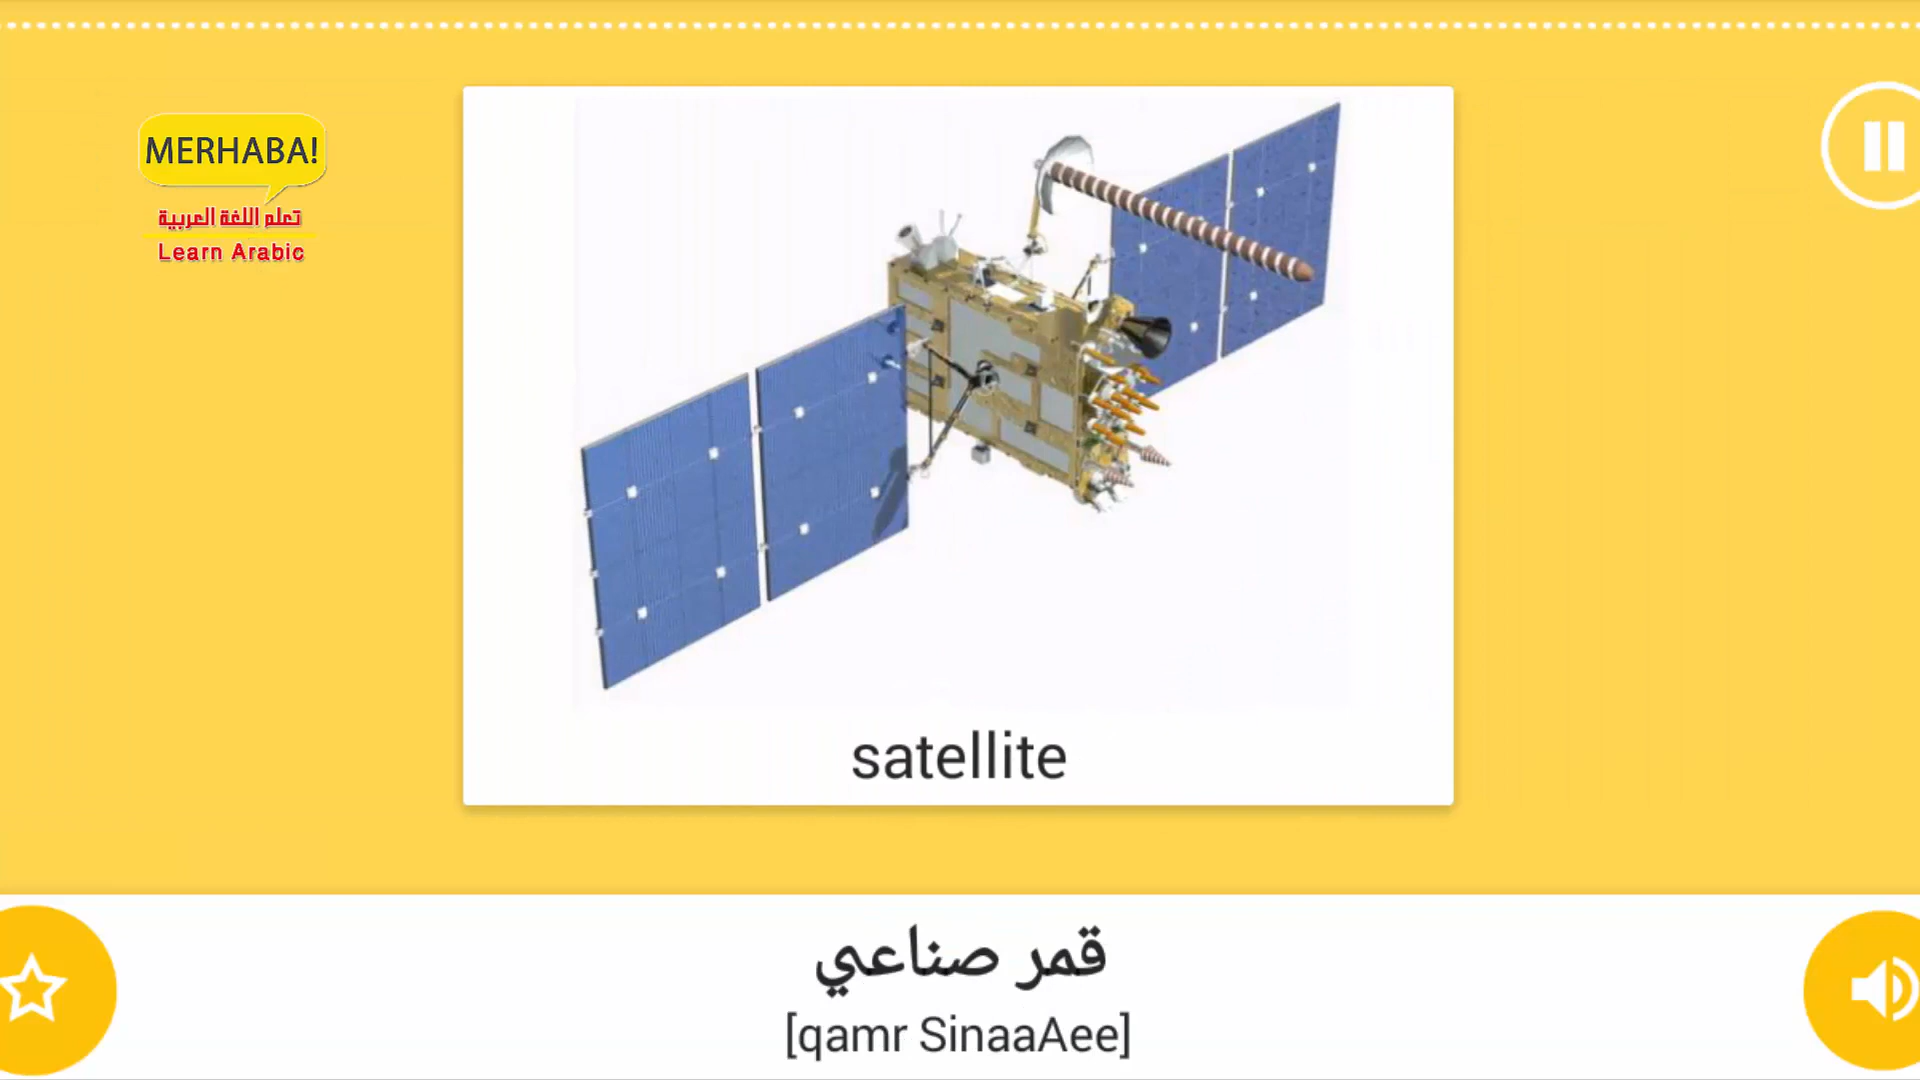 MERHABA!
تعلم اللغة العربية
Learn Arabic
satellite
قمر صناعي
[qamr SinaaAee]